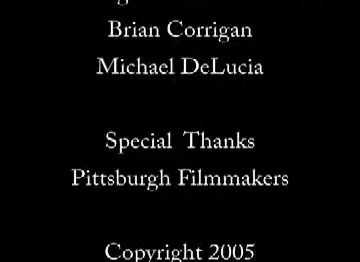 Brian Corrigan
Michael DeLucia
Special Thanks
Pittsburgh Filmmakers
Copyright 2005